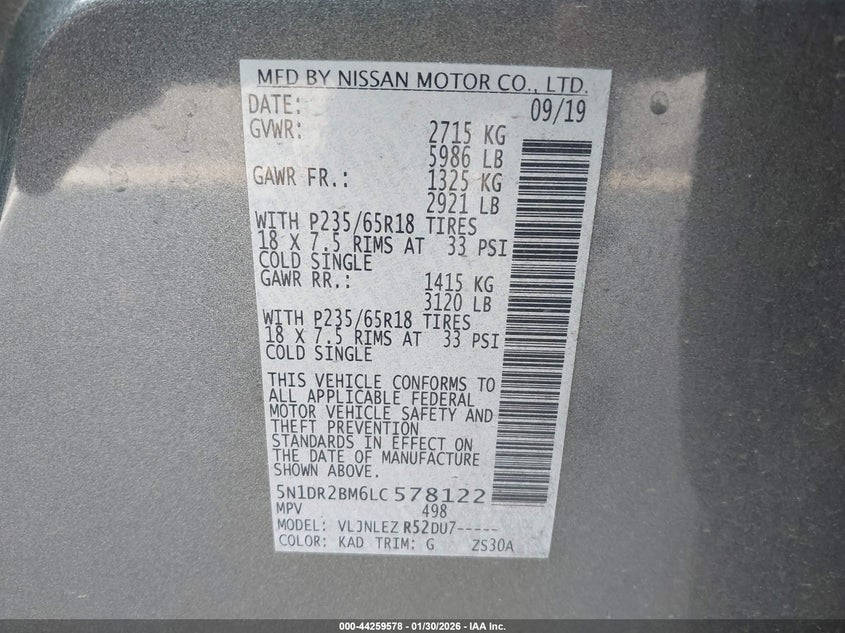 MFD BY NISSAN MOTOR CO., LTD.
DATE: 09/19
GVWR: 2715 KG
5986 LB
GAWR FR.: 1325 KG
2921 LB
WITH P235/65R18 TIRES
18 X 7.5 RIMS AT 33 PSI
COLD SINGLE
GAWR RR.: 1415 KG
3120 LB
WITH P235/65R18 TIRES
18 X 7.5 RIMS AT 33 PSI
COLD SINGLE
THIS VEHICLE CONFORMS TO
ALL APPLICABLE FEDERAL
MOTOR VEHICLE SAFETY AND
THEFT PREVENTION
STANDARDS IN EFFECT ON
THE DATE OF MANUFACTURE
SHOWN ABOVE.
5N1DR2BM6LC578122
MPV 498
MODEL: VLJNLEZ R52DU7-----
COLOR: KAD TRIM: G ZS30A
000-44259578 - 01/30/2026 - IAA Inc.